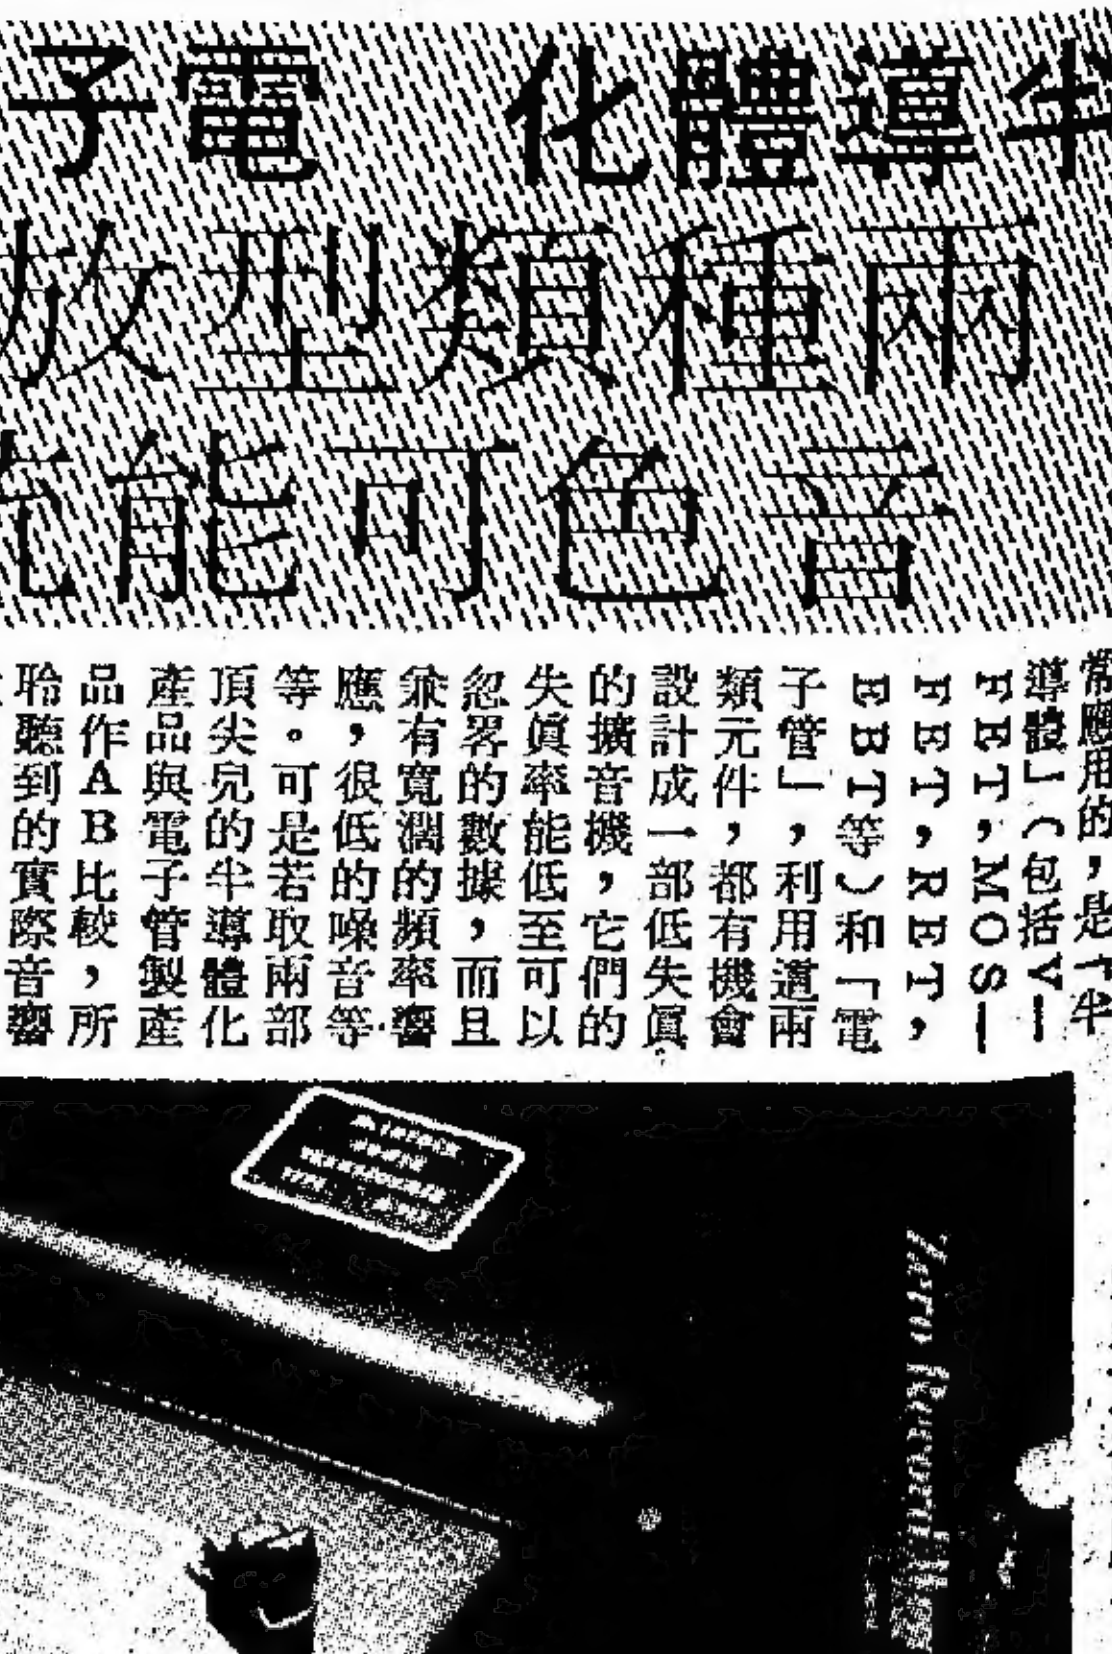 半導體化　電子
兩種類型放
音色可能
常應用的，是「半
導體」（包括V—
FET，MOS—
FET，RET，
EBT等）和「電
子管」，利用這兩
類元件，都有機會
設計成一部低失眞
的擴音機，它們的
失眞率能低至可以
忽畧的數據，而且
兼有寬濶的頻率響
應，很低的噪音等
等。可是若取兩部
頂尖兒的半導體化
產品與電子管製產
品作AB比較，所
聆聽到的實際音響